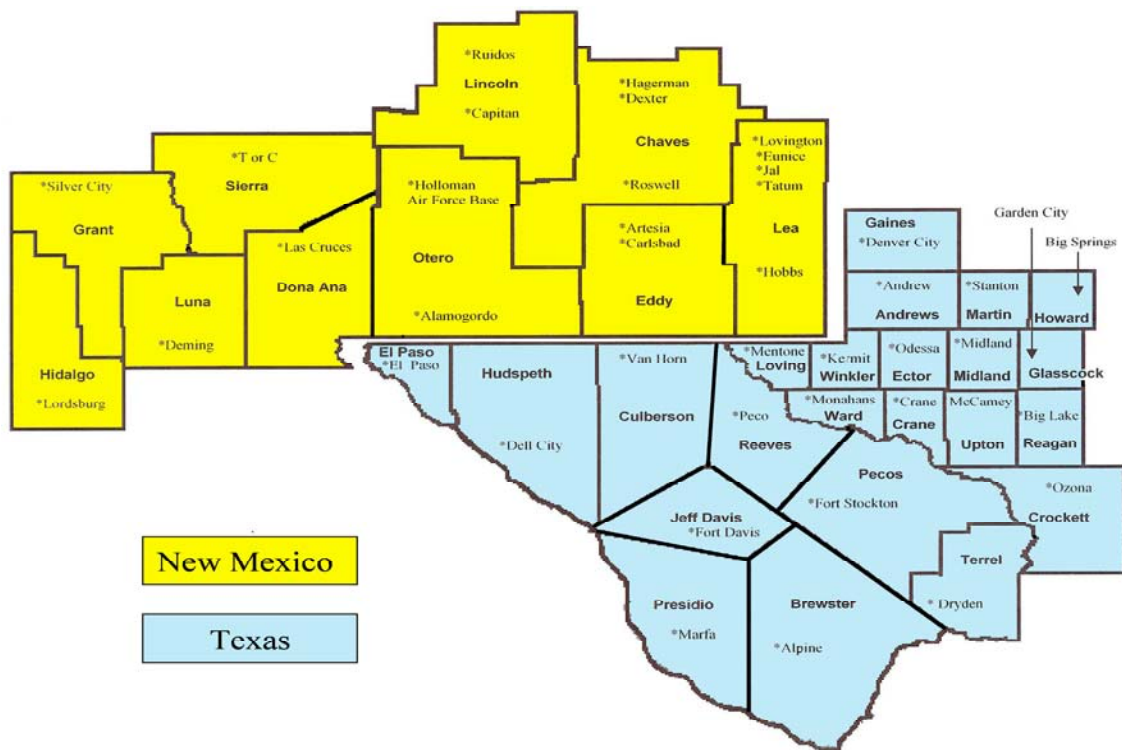 *Ruidos
Lincoln
*Capitan
*Hagerman
*Dexter
Chaves
*Roswell
*Lovington
*Eunice
*Jal
*Tatum
Lea
*Hobbs
*T or C
Sierra
*Silver City
Grant
*Holloman
Air Force Base
Otero
*Alamogordo
*Artesia
*Carlsbad
Eddy
*Las Cruces
Dona Ana
Luna
*Deming
Hidalgo
*Lordsburg
Garden City
Big Springs
Gaines
*Denver City
*Andrew
Andrews
*Stanton
Martin
Howard
El Paso
*El Paso
Hudspeth
*Dell City
*Van Horn
Culberson
*Mentone
Loving
*Kermit
Winkler
*Odessa
Ector
*Midland
Midland
Glasscock
*Monahans
Ward
*Crane
Crane
McCamey
Upton
*Big Lake
Reagan
*Peco
Reeves
Pecos
*Fort Stockton
*Ozona
Crockett
Jeff Davis
*Fort Davis
Terrel
*Dryden
Presidio
*Marfa
Brewster
*Alpine
New Mexico
Texas